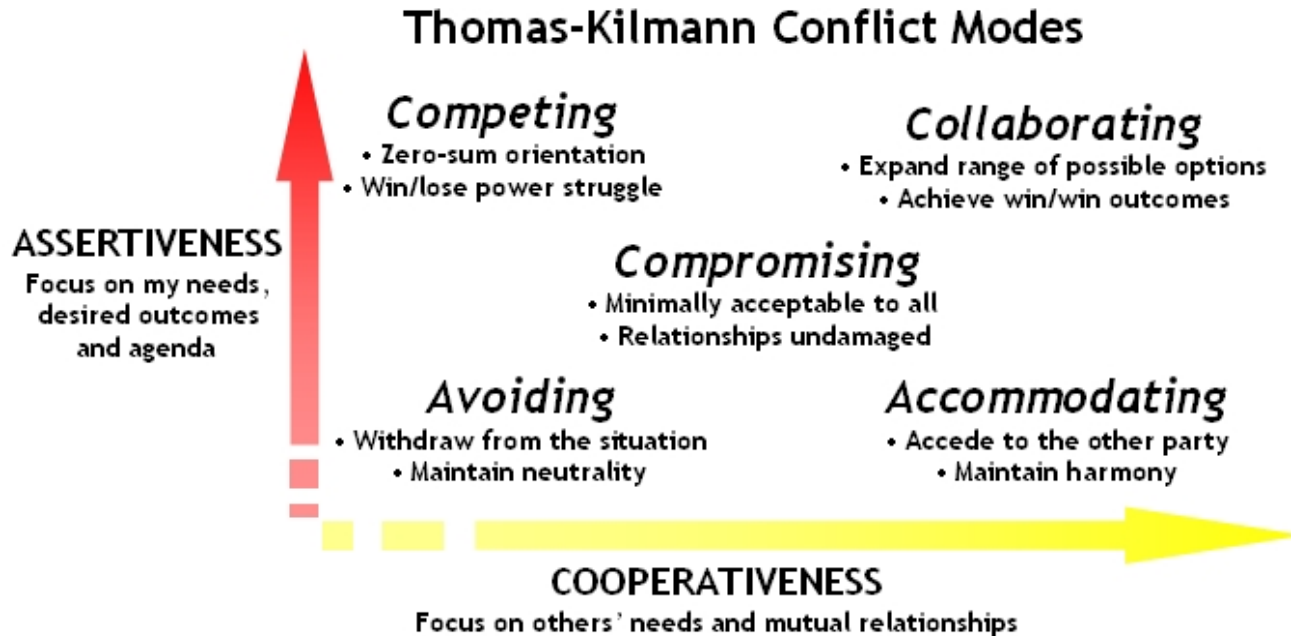 Thomas-Kilmann Conflict Modes
Competing
• Zero-sum orientation
• Win/lose power struggle
Collaborating
• Expand range of possible options
• Achieve win/win outcomes
ASSERTIVENESS
Focus on my needs,
desired outcomes
and agenda
Compromising
• Minimally acceptable to all
• Relationships undamaged
Avoiding
• Withdraw from the situation
• Maintain neutrality
Accommodating
• Accede to the other party
• Maintain harmony
COOPERATIVENESS
Focus on others' needs and mutual relationships